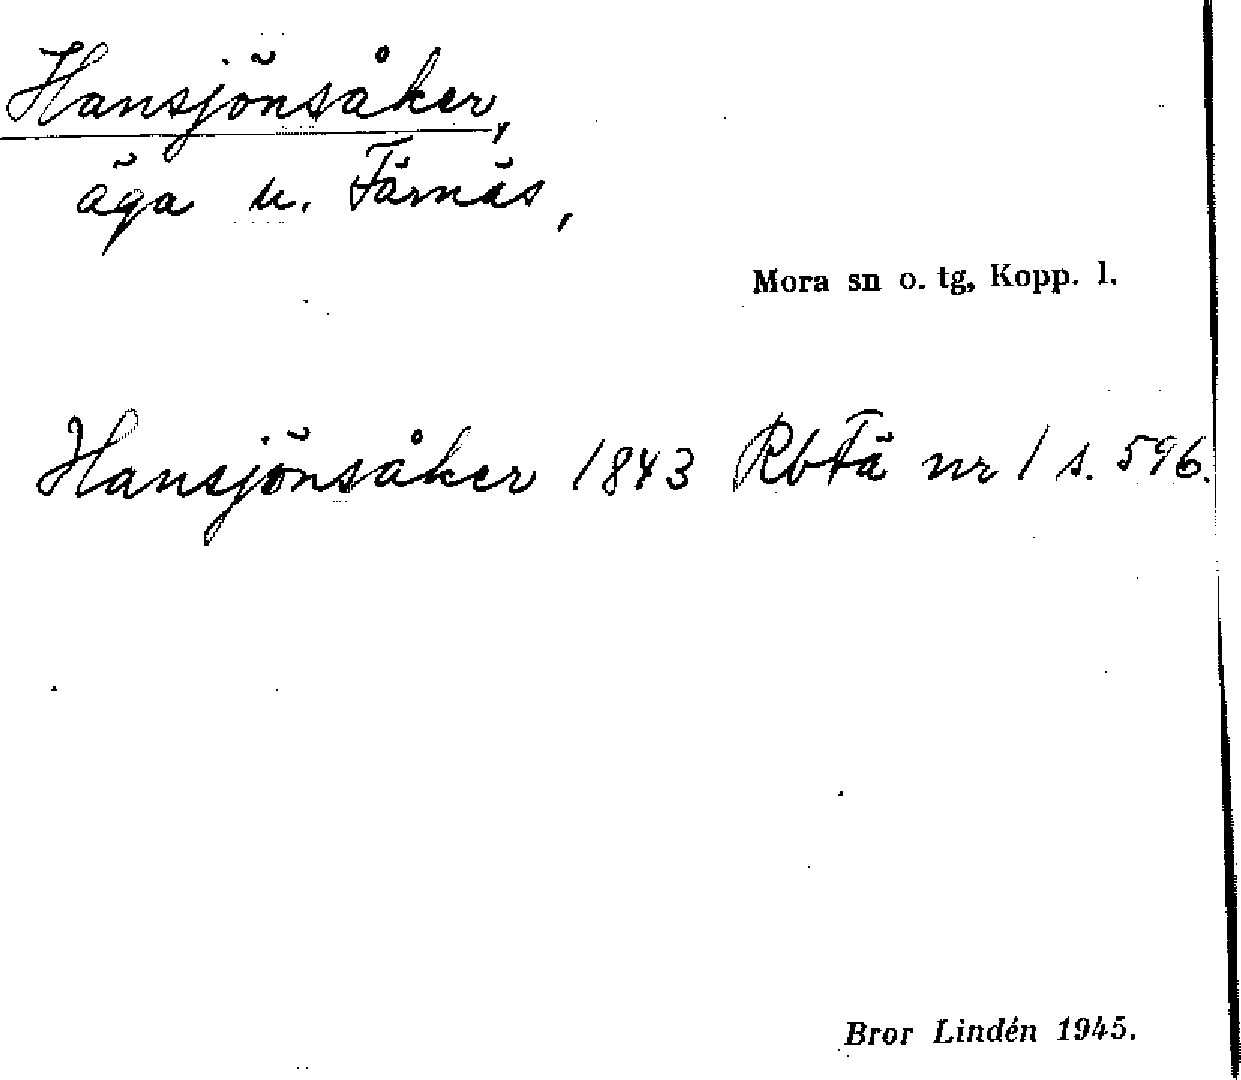 Hansjönsåker,
äga u. Färnäs,
Mora sn o. tg, Kopp. l.
Hansjönsåker 1843 RbFä nr 1 s. 596.
Bror Lindén 1945.